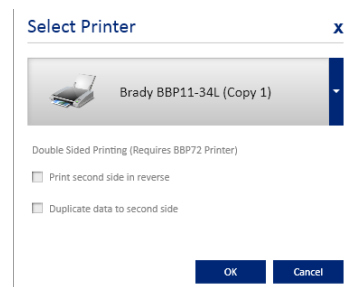 Select Printer
x
Brady BBP11-34L (Copy 1)
Double Sided Printing (Requires BBP72 Printer)
Print second side in reverse
Duplicate data to second side
OK Cancel